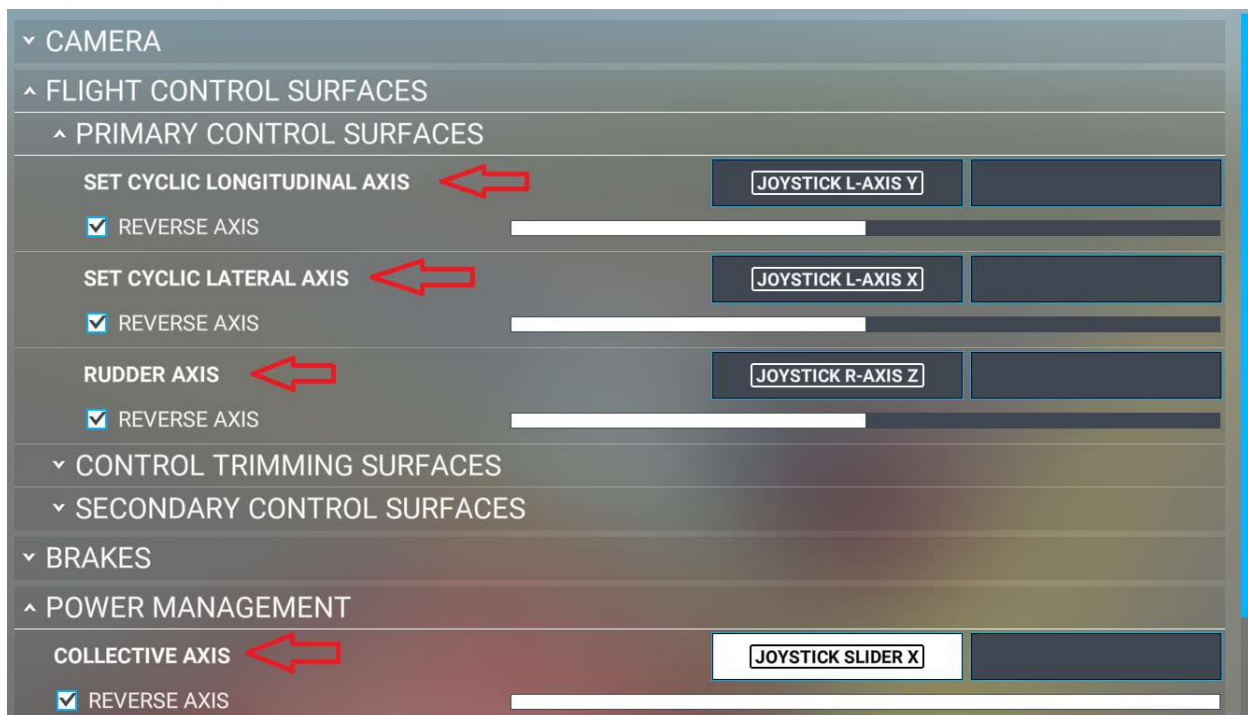 CAMERA
FLIGHT CONTROL SURFACES
PRIMARY CONTROL SURFACES
SET CYCLIC LONGITUDINAL AXIS JOYSTICK L-AXIS Y
REVERSE AXIS
SET CYCLIC LATERAL AXIS JOYSTICK L-AXIS X
REVERSE AXIS
RUDDER AXIS JOYSTICK R-AXIS Z
REVERSE AXIS
CONTROL TRIMMING SURFACES
SECONDARY CONTROL SURFACES
BRAKES
POWER MANAGEMENT
COLLECTIVE AXIS JOYSTICK SLIDER X
REVERSE AXIS